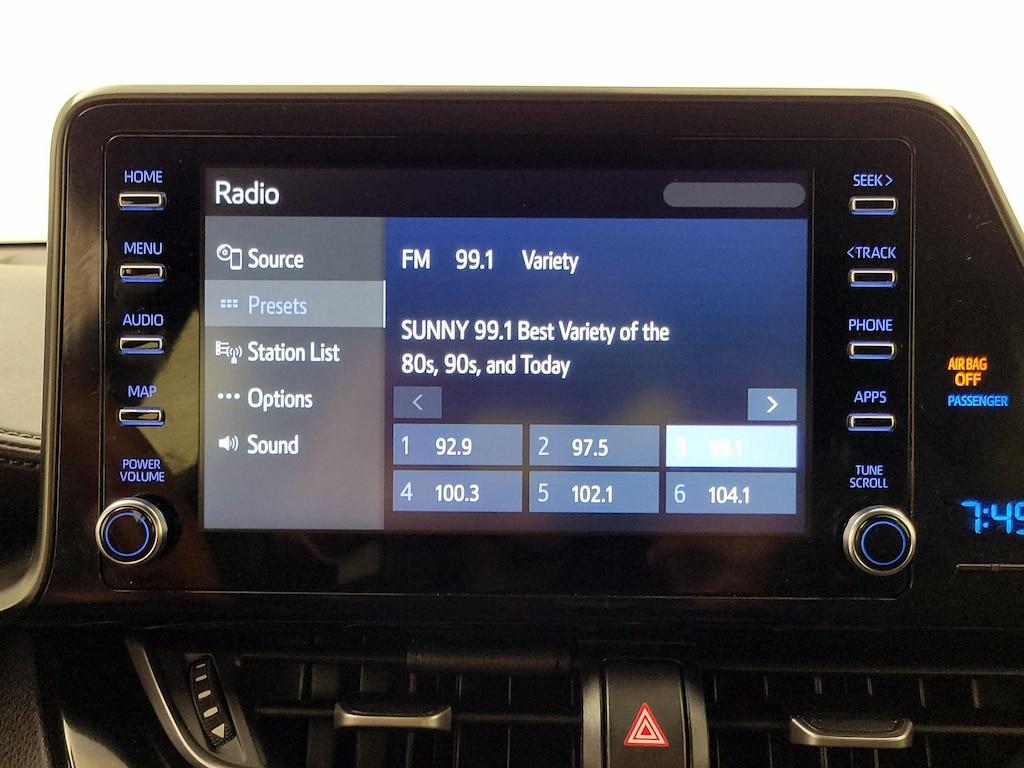 HOME
MENU
AUDIO
MAP
POWER
VOLUME
Radio
Source
Presets
Station List
Options
Sound
FM 99.1 Variety
SUNNY 99.1 Best Variety of the
80s, 90s, and Today
< >
1 92.9 2 97.5 3 99.1
4 100.3 5 102.1 6 104.1
SEEK>
<TRACK
PHONE
APPS
TUNE
SCROLL
AIR BAG
OFF
PASSENGER
7:45